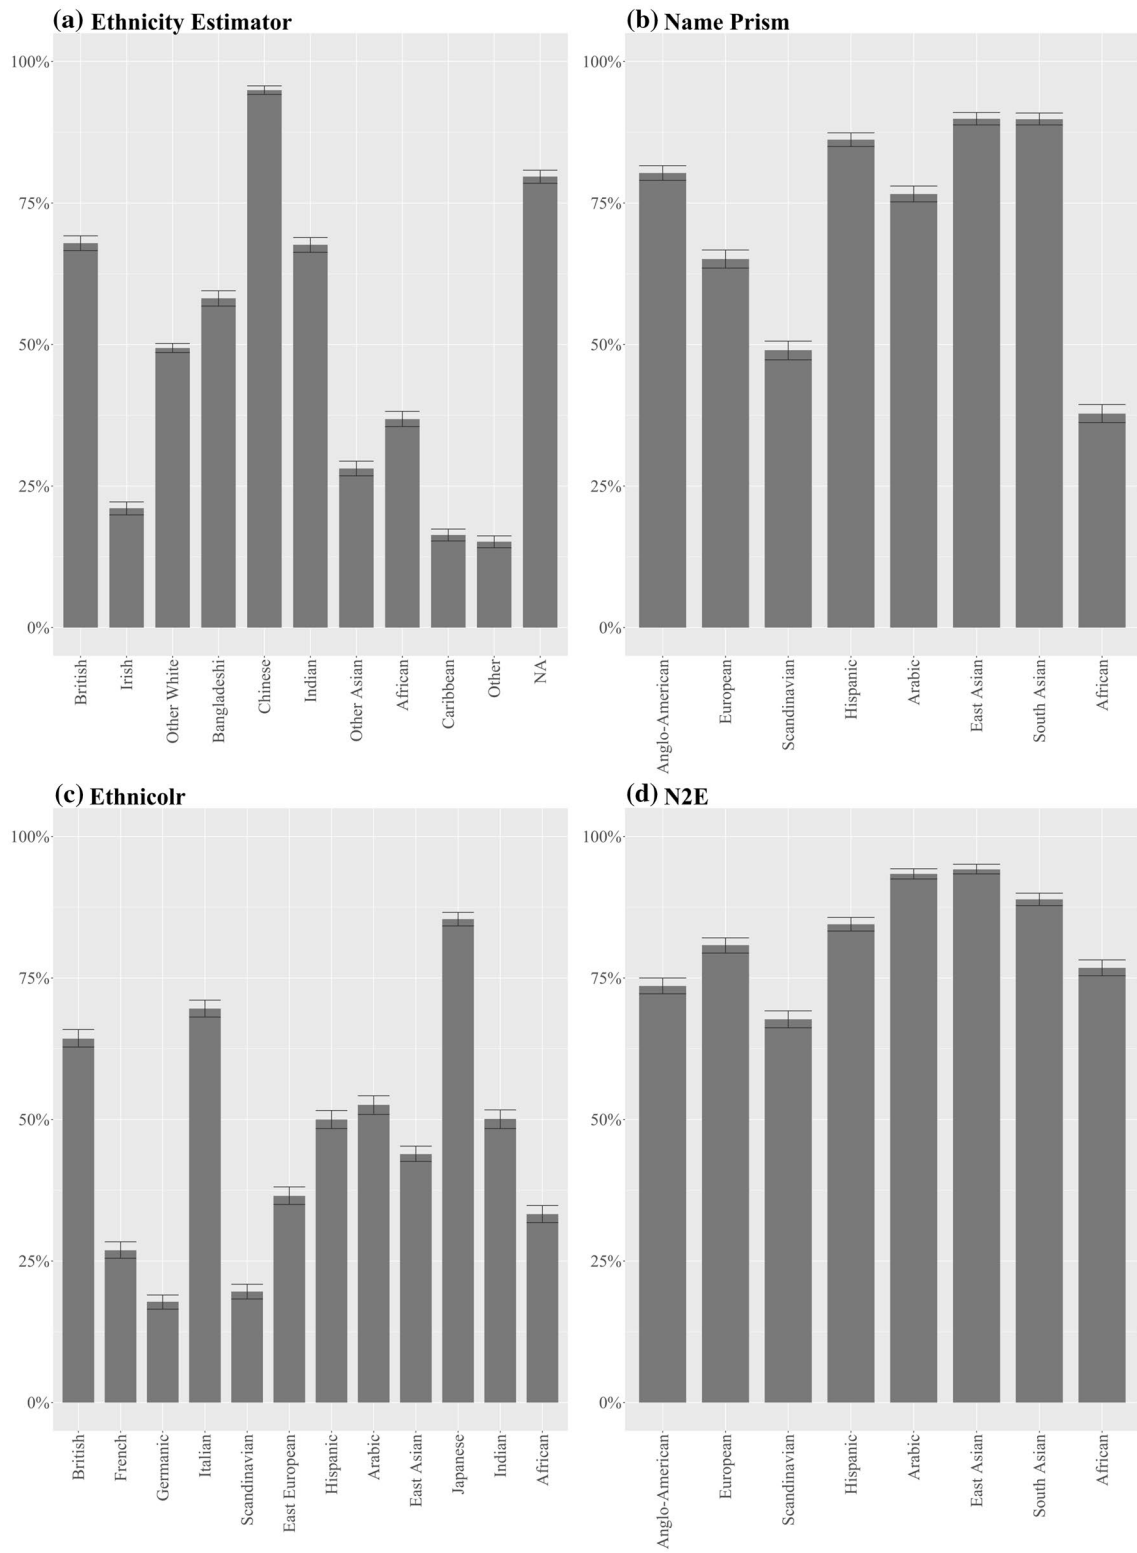 (a) Ethnicity Estimator
100%
75%
50%
25%
0%
British
Irish
Other White
Bangladeshi
Chinese
Indian
Other Asian
African
Caribbean
Other
NA
(b) Name Prism
100%
75%
50%
25%
0%
Anglo-American
European
Scandinavian
Hispanic
Arabic
East Asian
South Asian
African
(c) Ethnicolr
100%
75%
50%
25%
0%
British
French
Germanic
Italian
Scandinavian
East European
Hispanic
Arabic
East Asian
Japanese
Indian
African
(d) N2E
100%
75%
50%
25%
0%
Anglo-American
European
Scandinavian
Hispanic
Arabic
East Asian
South Asian
African